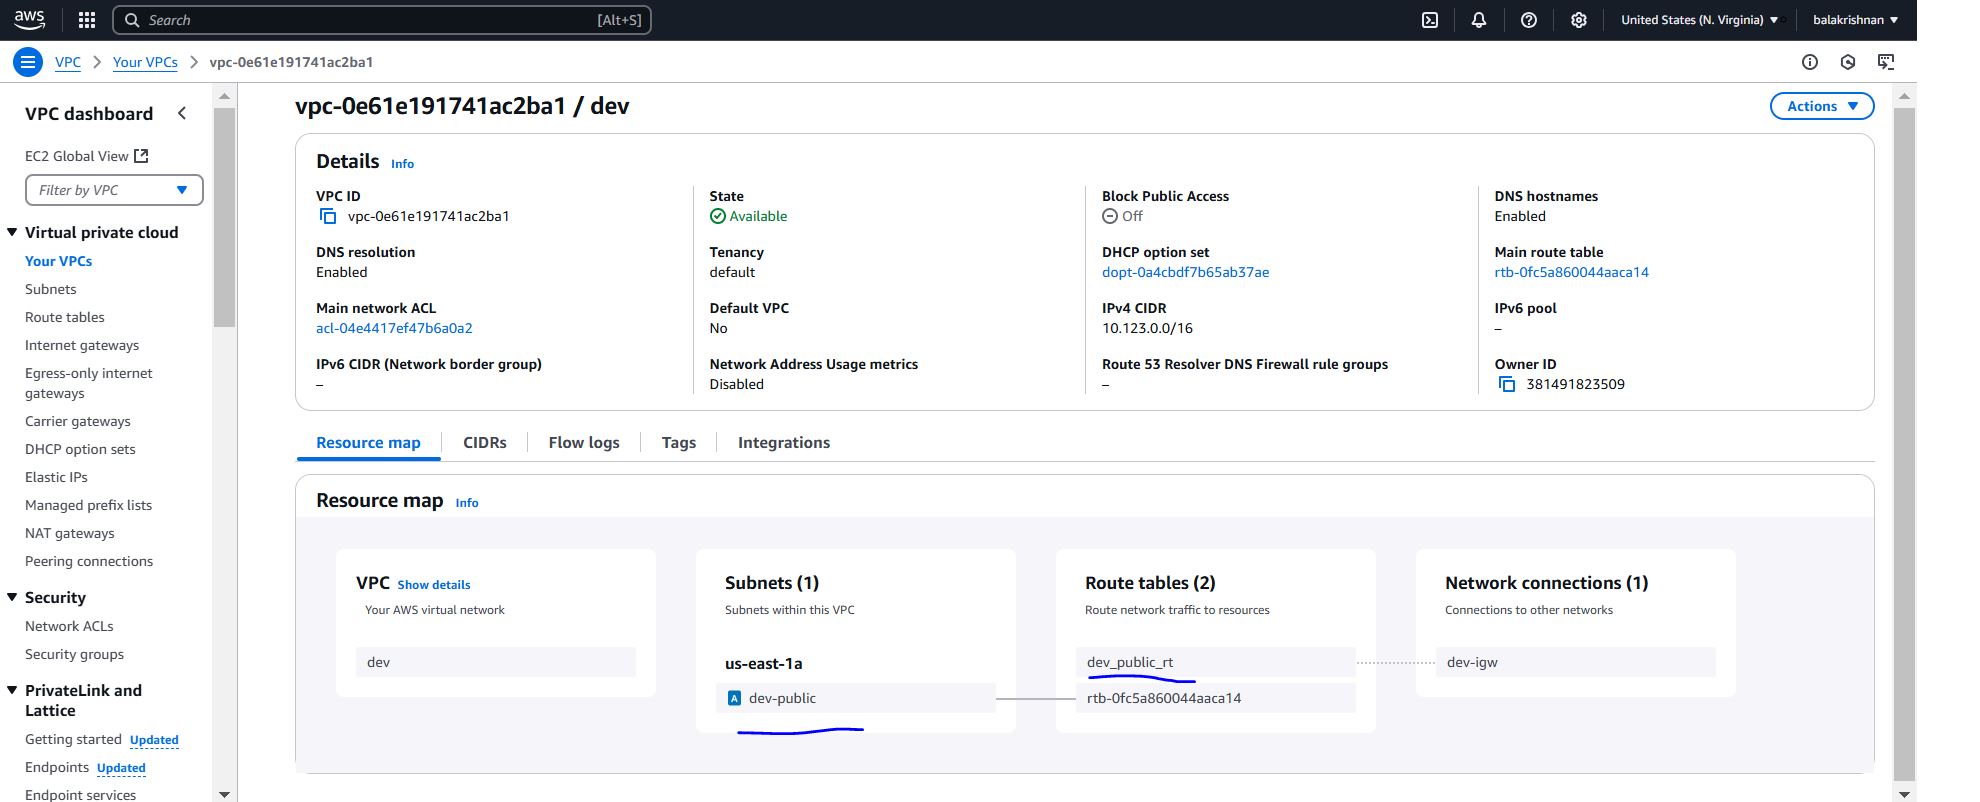 aws
Search [Alt+S]
United States (N. Virginia)
balakrishnan
VPC
Your VPCs
vpc-0e61e191741ac2ba1
VPC dashboard
EC2 Global View
Filter by VPC
Virtual private cloud
Your VPCs
Subnets
Route tables
Internet gateways
Egress-only internet
gateways
Carrier gateways
DHCP option sets
Elastic IPs
Managed prefix lists
NAT gateways
Peering connections
Security
Network ACLs
Security groups
PrivateLink and
Lattice
Getting started Updated
Endpoints Updated
Endpoint services
vpc-0e61e191741ac2ba1 / dev
Actions
Details Info
VPC ID
vpc-0e61e191741ac2ba1
State
Available
Block Public Access
Off
DNS hostnames
Enabled
DNS resolution
Enabled
Tenancy
default
DHCP option set
dopt-0a4cbdf7b65ab37ae
Main route table
rtb-0fc5a860044aaca14
Main network ACL
acl-04e4417ef47b6a0a2
Default VPC
No
IPv4 CIDR
10.123.0.0/16
IPv6 pool
–
IPv6 CIDR (Network border group)
–
Network Address Usage metrics
Disabled
Route 53 Resolver DNS Firewall rule groups
–
Owner ID
381491823509
Resource map
CIDRs
Flow logs
Tags
Integrations
Resource map Info
VPC Show details
Your AWS virtual network
dev
Subnets (1)
Subnets within this VPC
us-east-1a
A dev-public
Route tables (2)
Route network traffic to resources
dev_public_rt
rtb-0fc5a860044aaca14
Network connections (1)
Connections to other networks
dev-igw